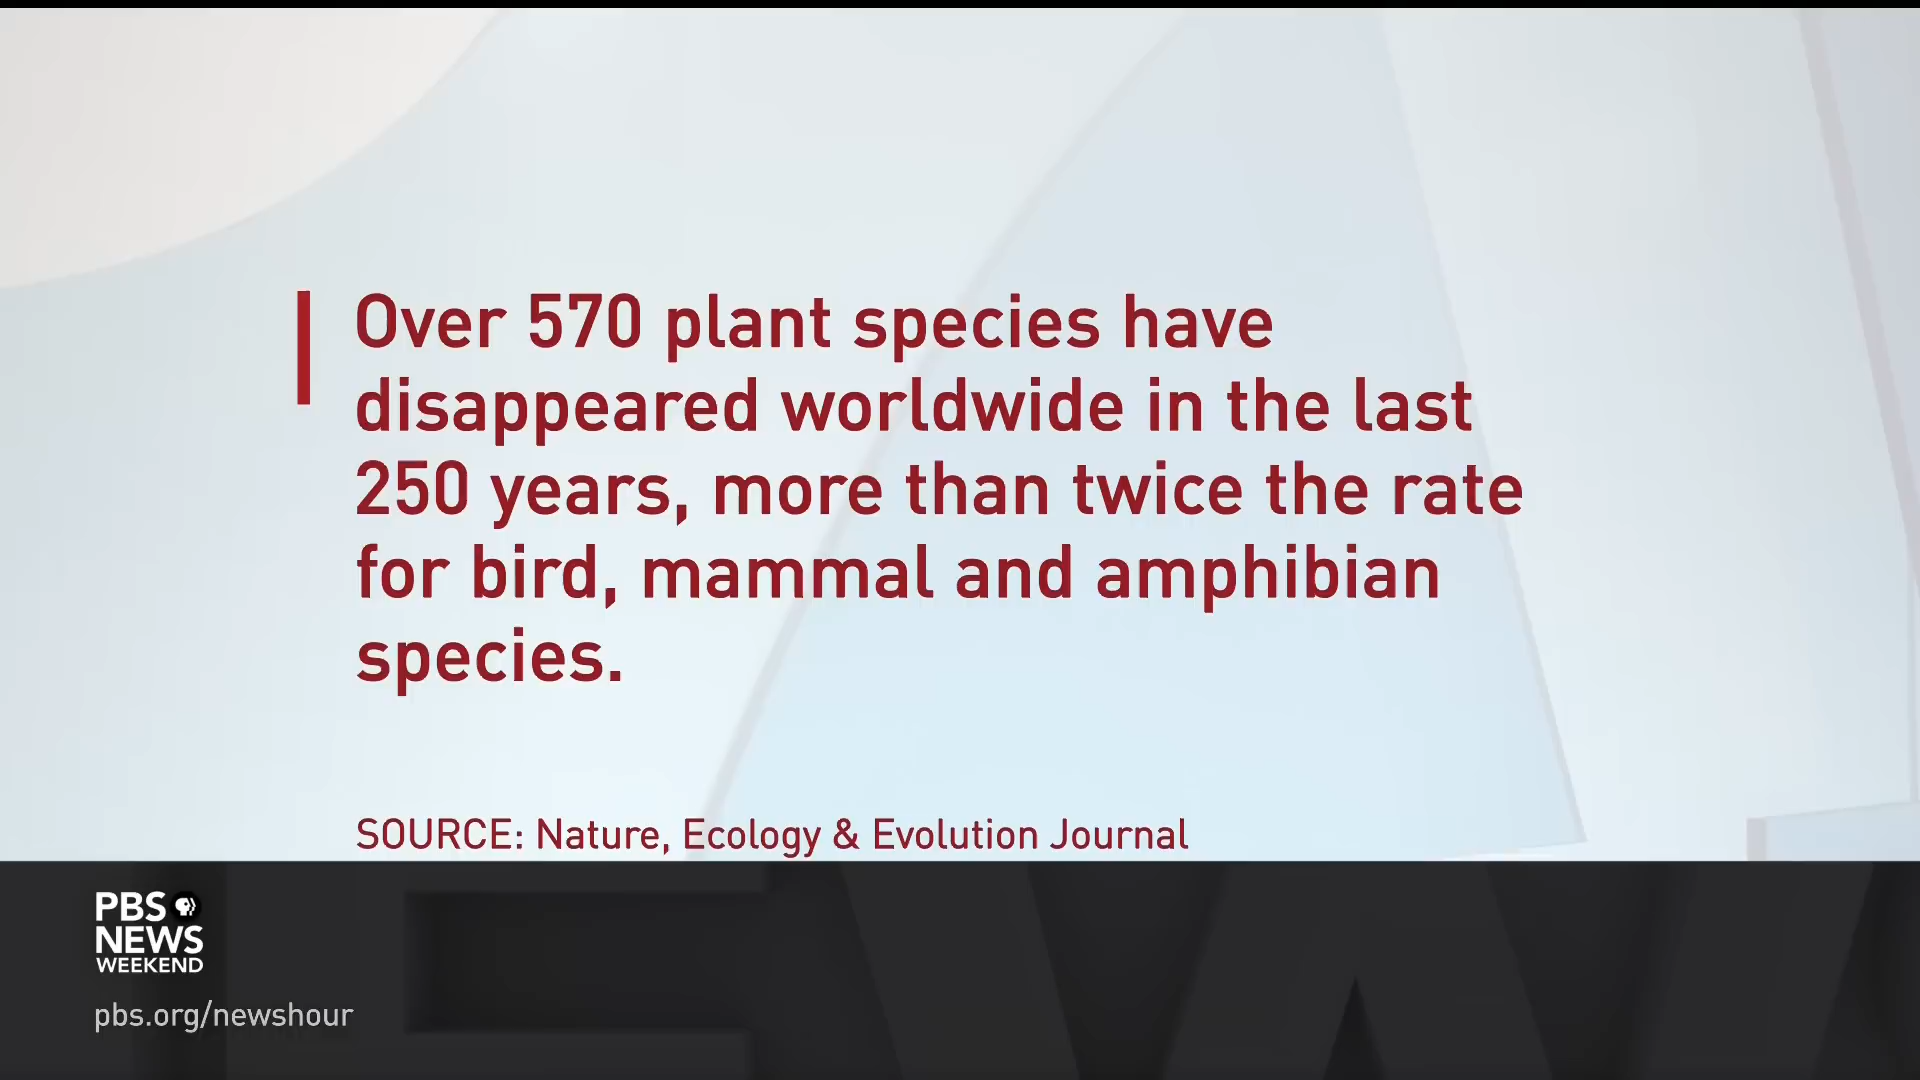 Over 570 plant species have
disappeared worldwide in the last
250 years, more than twice the rate
for bird, mammal and amphibian
species.
SOURCE: Nature, Ecology & Evolution Journal
PBS
NEWS
WEEKEND
pbs.org/newshour